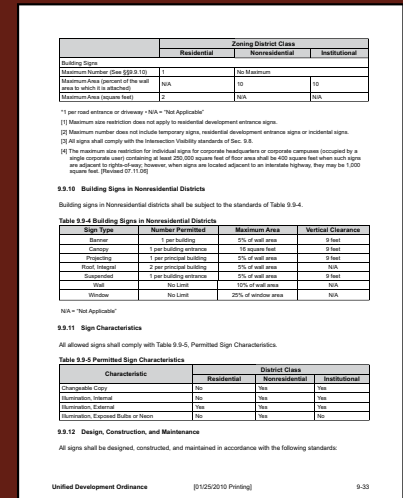 Zoning District Class
Residential Nonresidential Institutional
Building Signs
Maximum Number (See §§9.9.10) 1 No Maximum
Maximum Area (percent of the wall area to which it is attached) N/A 10 10
Maximum Area (square feet) 2 N/A N/A
*1 per road entrance or driveway • N/A = "Not Applicable"
[1] Maximum size restriction does not apply to residential development entrance signs.
[2] Maximum number does not include temporary signs, residential development entrance signs or incidental signs.
[3] All signs shall comply with the Intersection Visibility standards of Sec. 9.8.
[4] The maximum size restriction for individual signs for corporate headquarters or corporate campuses (occupied by a
single corporate user) containing at least 250,000 square feet of floor area shall be 400 square feet when such signs
are adjacent to rights-of-way; however, when signs are located adjacent to an interstate highway, they may be 1,000
square feet. [Revised 07.11.06]
9.9.10 Building Signs in Nonresidential Districts
Building signs in Nonresidential districts shall be subject to the standards of Table 9.9-4.
Table 9.9-4 Building Signs in Nonresidential Districts
Sign Type Number Permitted Maximum Area Vertical Clearance
Banner 1 per building 5% of wall area 9 feet
Canopy 1 per building entrance 16 square feet 9 feet
Projecting 1 per principal building 5% of wall area 9 feet
Roof, Integral 2 per principal building 5% of wall area N/A
Suspended 1 per building entrance 5% of wall area 9 feet
Wall No Limit 10% of wall area N/A
Window No Limit 25% of window area N/A
N/A = "Not Applicable"
9.9.11 Sign Characteristics
All allowed signs shall comply with Table 9.9-5, Permitted Sign Characteristics.
Table 9.9-5 Permitted Sign Characteristics
Characteristic District Class
Residential Nonresidential Institutional
Changeable Copy No Yes Yes
Illumination, Internal No Yes Yes
Illumination, External Yes Yes Yes
Illumination, Exposed Bulbs or Neon No Yes No
9.9.12 Design, Construction, and Maintenance
All signs shall be designed, constructed, and maintained in accordance with the following standards:
Unified Development Ordinance [01/25/2010 Printing] 9-33